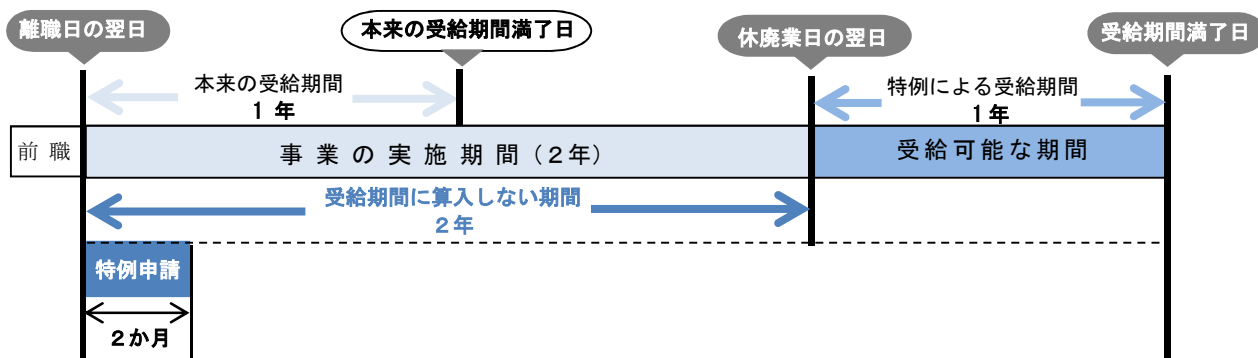 離職日の翌日
本来の受給期間満了日
休廃業日の翌日
受給期間満了日
本来の受給期間
1年
特例による受給期間
1年
前職
事業の実施期間(2年)
受給可能な期間
受給期間に算入しない期間
2年
特例申請
2か月